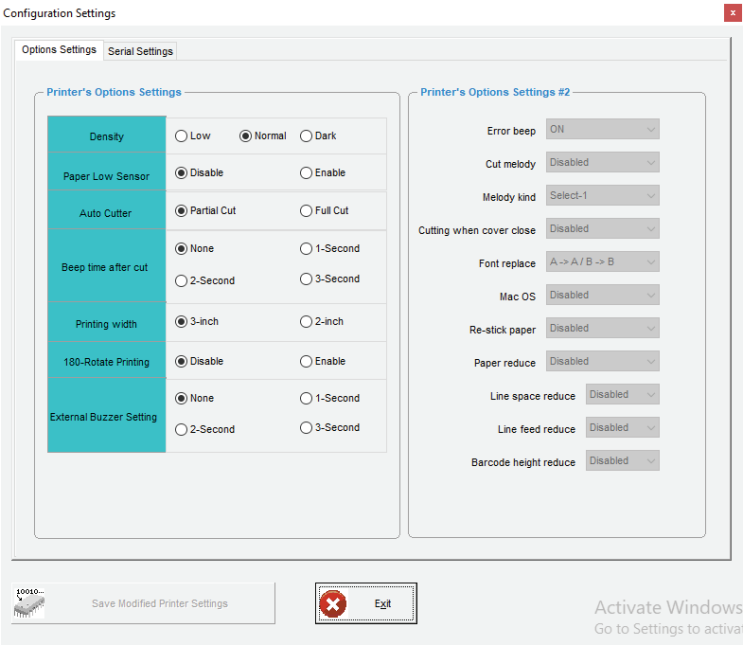 Configuration Settings
x
Options Settings
Serial Settings
Printer's Options Settings
Density
Low
Normal
Dark
Paper Low Sensor
Disable
Enable
Auto Cutter
Partial Cut
Full Cut
Beep time after cut
None
1-Second
2-Second
3-Second
Printing width
3-inch
2-inch
180-Rotate Printing
Disable
Enable
External Buzzer Setting
None
1-Second
2-Second
3-Second
Printer's Options Settings #2
Error beep
ON
Cut melody
Disabled
Melody kind
Select-1
Cutting when cover close
Disabled
Font replace
A -> A / B -> B
Mac OS
Disabled
Re-stick paper
Disabled
Paper reduce
Disabled
Line space reduce
Disabled
Line feed reduce
Disabled
Barcode height reduce
Disabled
10010...
Save Modified Printer Settings
Exit
Activate Windows
Go to Settings to activat